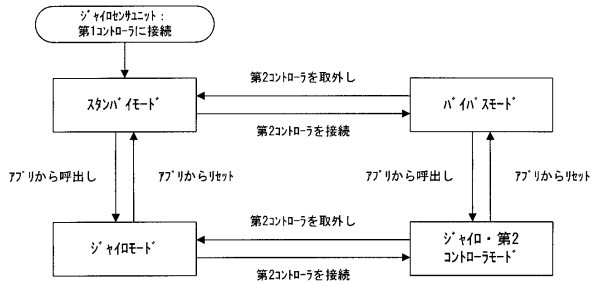 ｼﾞｬｲﾛｾﾝｻﾕﾆｯﾄ：
第1ｺﾝﾄﾛｰﾗに接続
第2ｺﾝﾄﾛｰﾗを取外し
ｽﾀﾝﾊﾞｲﾓｰﾄﾞ
ﾊﾞｲﾊﾟｽﾓｰﾄﾞ
第2ｺﾝﾄﾛｰﾗを接続
ｱﾌﾟﾘから呼出し
ｱﾌﾟﾘからﾘｾｯﾄ
ｱﾌﾟﾘから呼出し
ｱﾌﾟﾘからﾘｾｯﾄ
第2ｺﾝﾄﾛｰﾗを取外し
ｼﾞｬｲﾛﾓｰﾄﾞ
ｼﾞｬｲﾛ・第2
ｺﾝﾄﾛｰﾗﾓｰﾄﾞ
第2ｺﾝﾄﾛｰﾗを接続